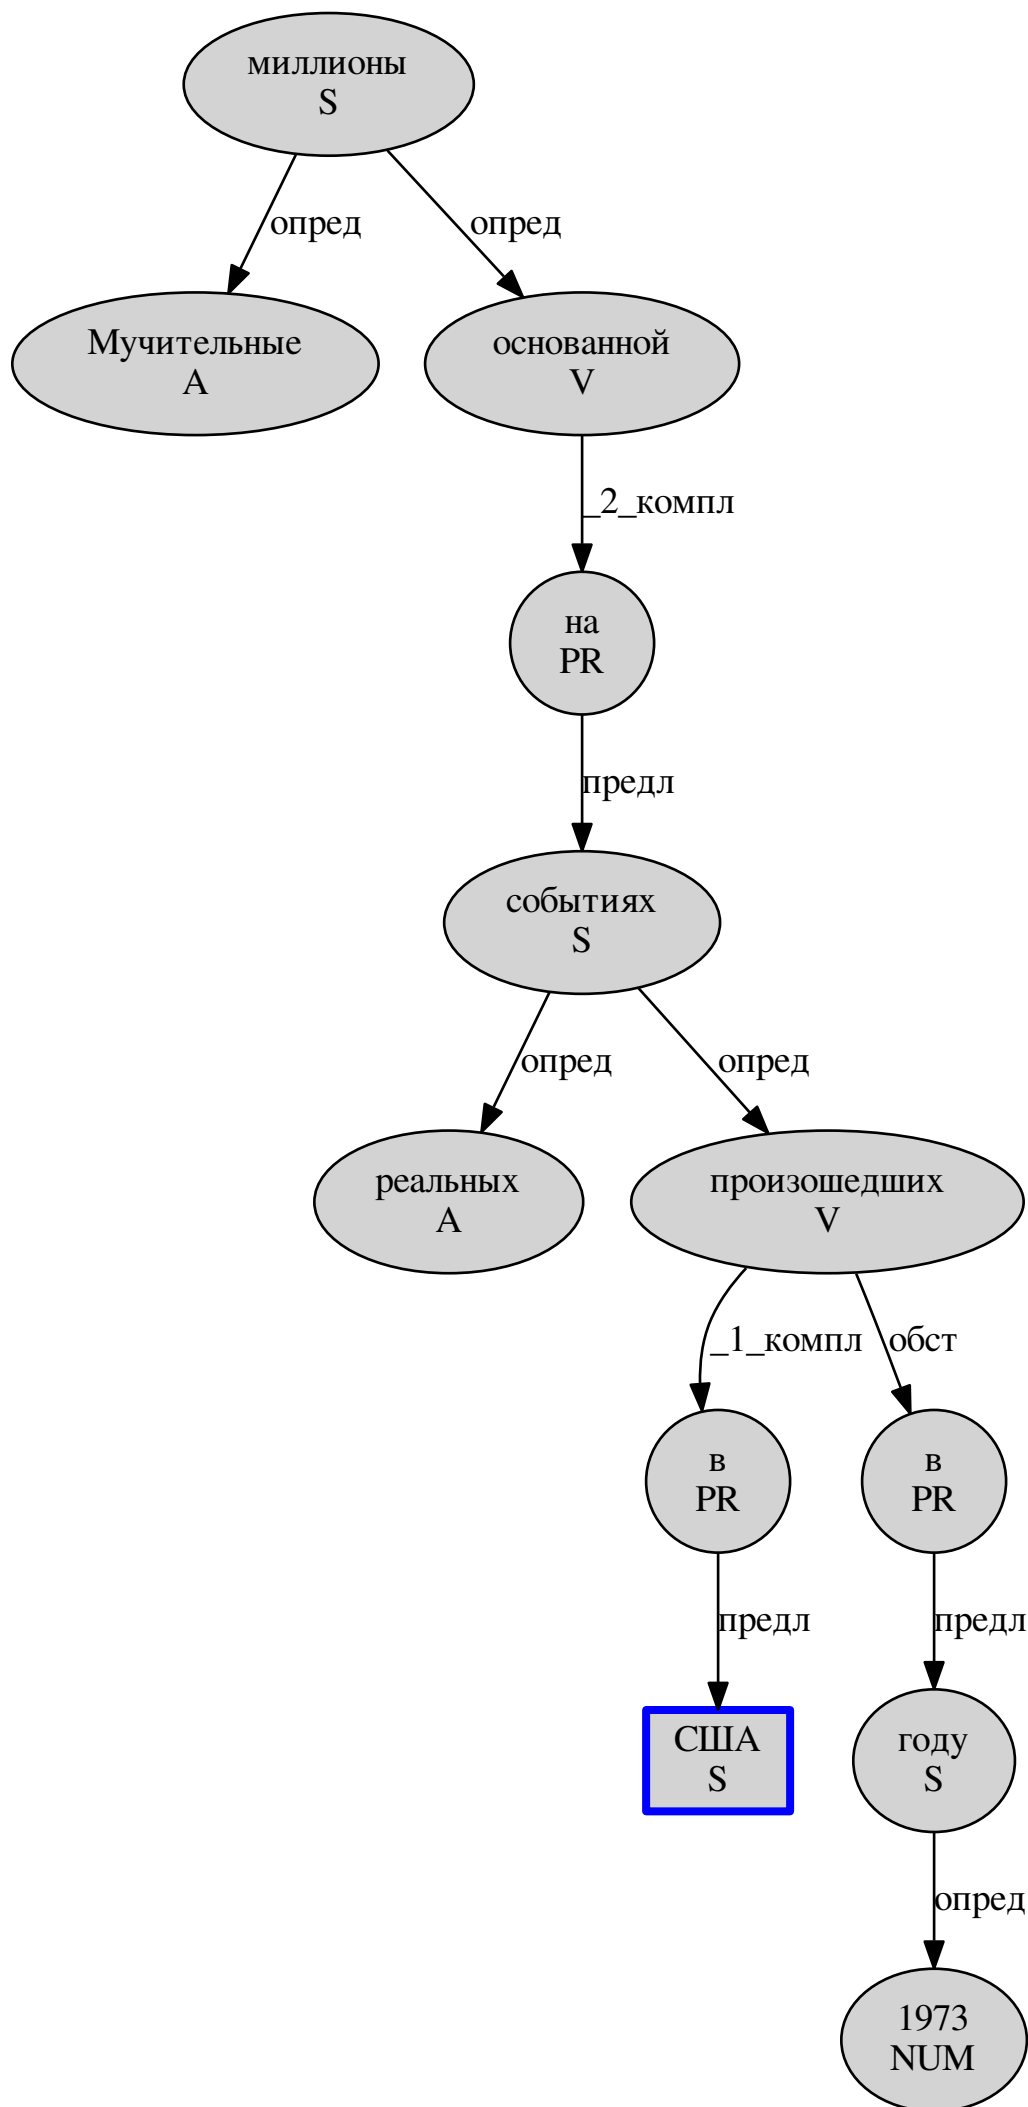 миллионы
S
опред
опред
Мучительные
A
основанной
V
_2_компл
на
PR
предл
событиях
S
опред
опред
реальных
A
произошедших
V
_1_компл
обст
в
PR
в
PR
предл
предл
США
S
году
S
опред
1973
NUM